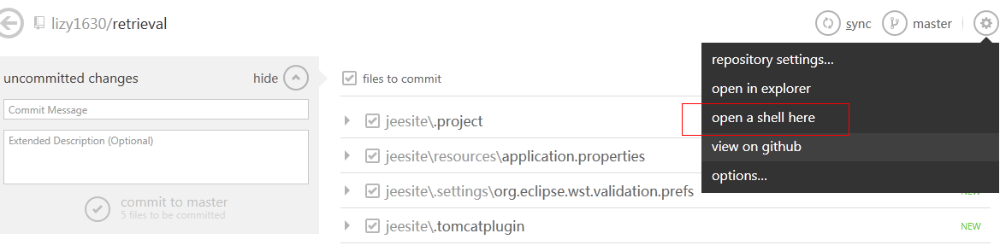 lizy1630/retrieval
sync
master
uncommitted changes
hide
Commit Message
Extended Description (Optional)
commit to master
5 files to be committed
files to commit
jeesite\.project
jeesite\resources\application.properties
jeesite\.settings\org.eclipse.wst.validation.prefs
NEW
jeesite\.tomcatplugin
NEW
repository settings...
open in explorer
open a shell here
view on github
options...